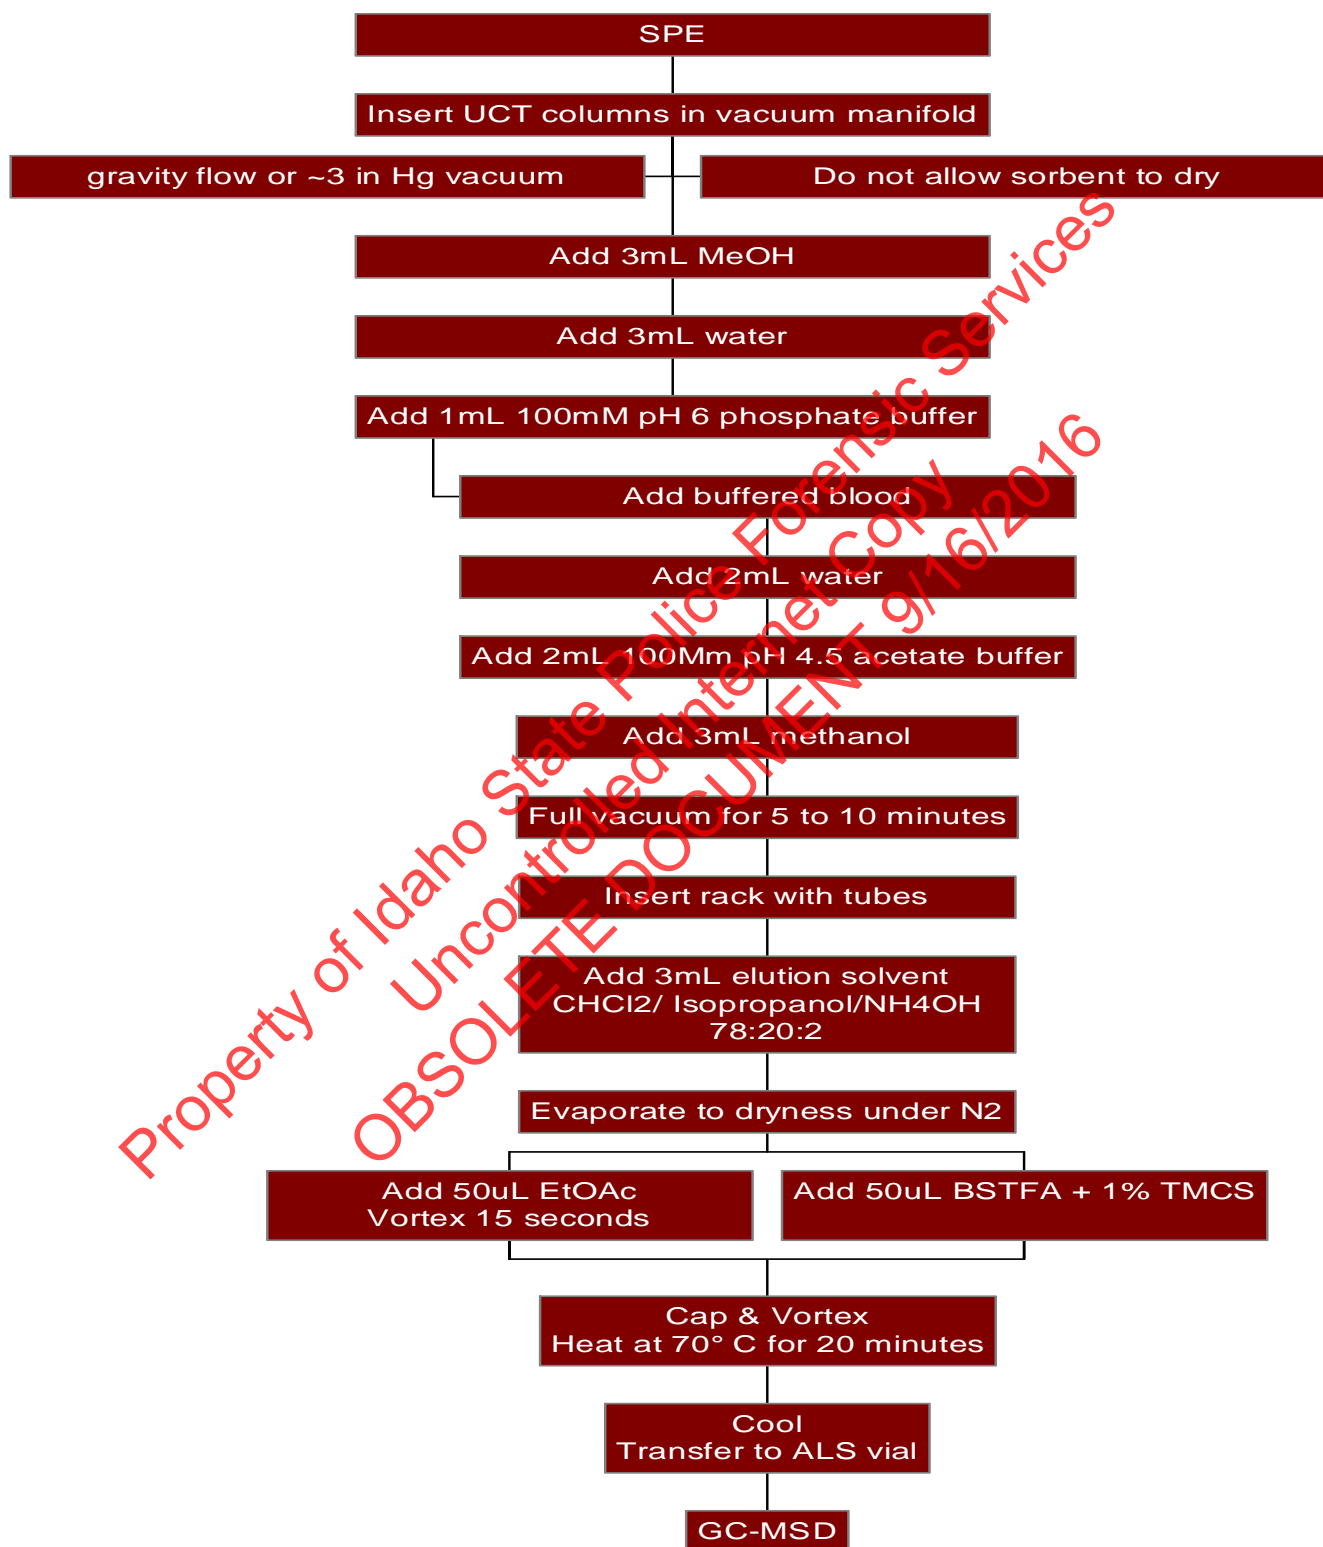 SPE
Insert UCT columns in vacuum manifold
gravity flow or ~3 in Hg vacuum
Do not allow sorbent to dry
Add 3mL MeOH
Add 3mL water
Add 1mL 100mM pH 6 phosphate buffer
Add buffered blood
Add 2mL water
Add 2mL 100Mm pH 4.5 acetate buffer
Add 3mL methanol
Full vacuum for 5 to 10 minutes
Insert rack with tubes
Add 3mL elution solvent
CHCl2/ Isopropanol/NH4OH
78:20:2
Evaporate to dryness under N2
Add 50uL EtOAc
Vortex 15 seconds
Add 50uL BSTFA + 1% TMCS
Cap & Vortex
Heat at 70° C for 20 minutes
Cool
Transfer to ALS vial
GC-MSD
Property of Idaho State Police Forensic Services
Uncontrolled Internet Copy
OBSOLETE DOCUMENT 9/16/2016